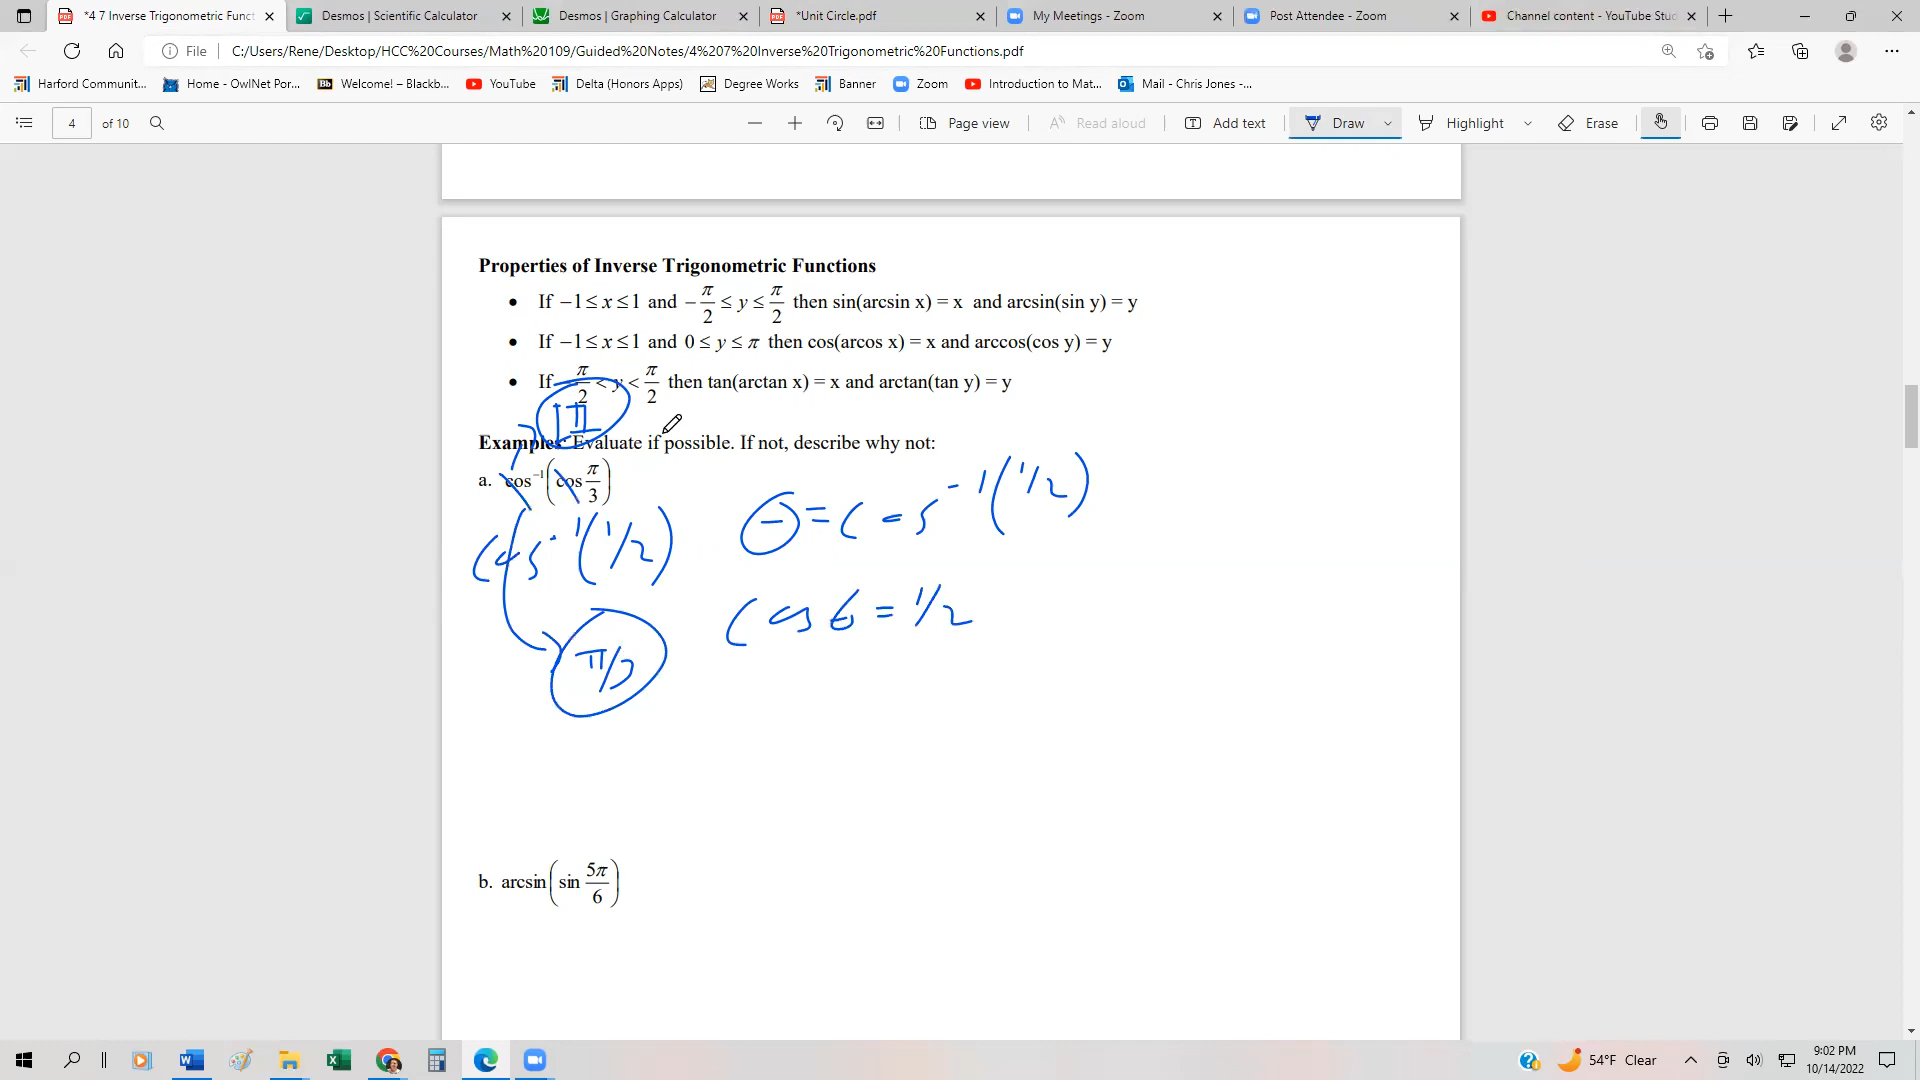 *4 7 Inverse Trigonometric Funct
Desmos | Scientific Calculator
Desmos | Graphing Calculator
*Unit Circle.pdf
My Meetings - Zoom
Post Attendee - Zoom
Channel content - YouTube Stud
File
C:/Users/Rene/Desktop/HCC%20Courses/Math%20109/Guided%20Notes/4%207%20Inverse%20Trigonometric%20Functions.pdf
Harford Communit...
Home - OwlNet Por...
Bb Welcome! – Blackb...
YouTube
Delta (Honors Apps)
Degree Works
Banner
Zoom
Introduction to Mat...
Mail - Chris Jones -...
4 of 10
Page view
Read aloud
Add text
Draw
Highlight
Erase
Properties of Inverse Trigonometric Functions
• If −1 ≤ x ≤ 1 and −π/2 ≤ y ≤ π/2 then sin(arcsin x) = x and arcsin(sin y) = y
• If −1 ≤ x ≤ 1 and 0 ≤ y ≤ π then cos(arcos x) = x and arccos(cos y) = y
• If −π/2 < y < π/2 then tan(arctan x) = x and arctan(tan y) = y
Examples: Evaluate if possible. If not, describe why not:
a. cos⁻¹(cos π/3)
θ = cos⁻¹(1/2)
cos⁻¹(1/2)
cos θ = 1/2
π/3
b. arcsin(sin 5π/6)
54°F Clear
9:02 PM
10/14/2022